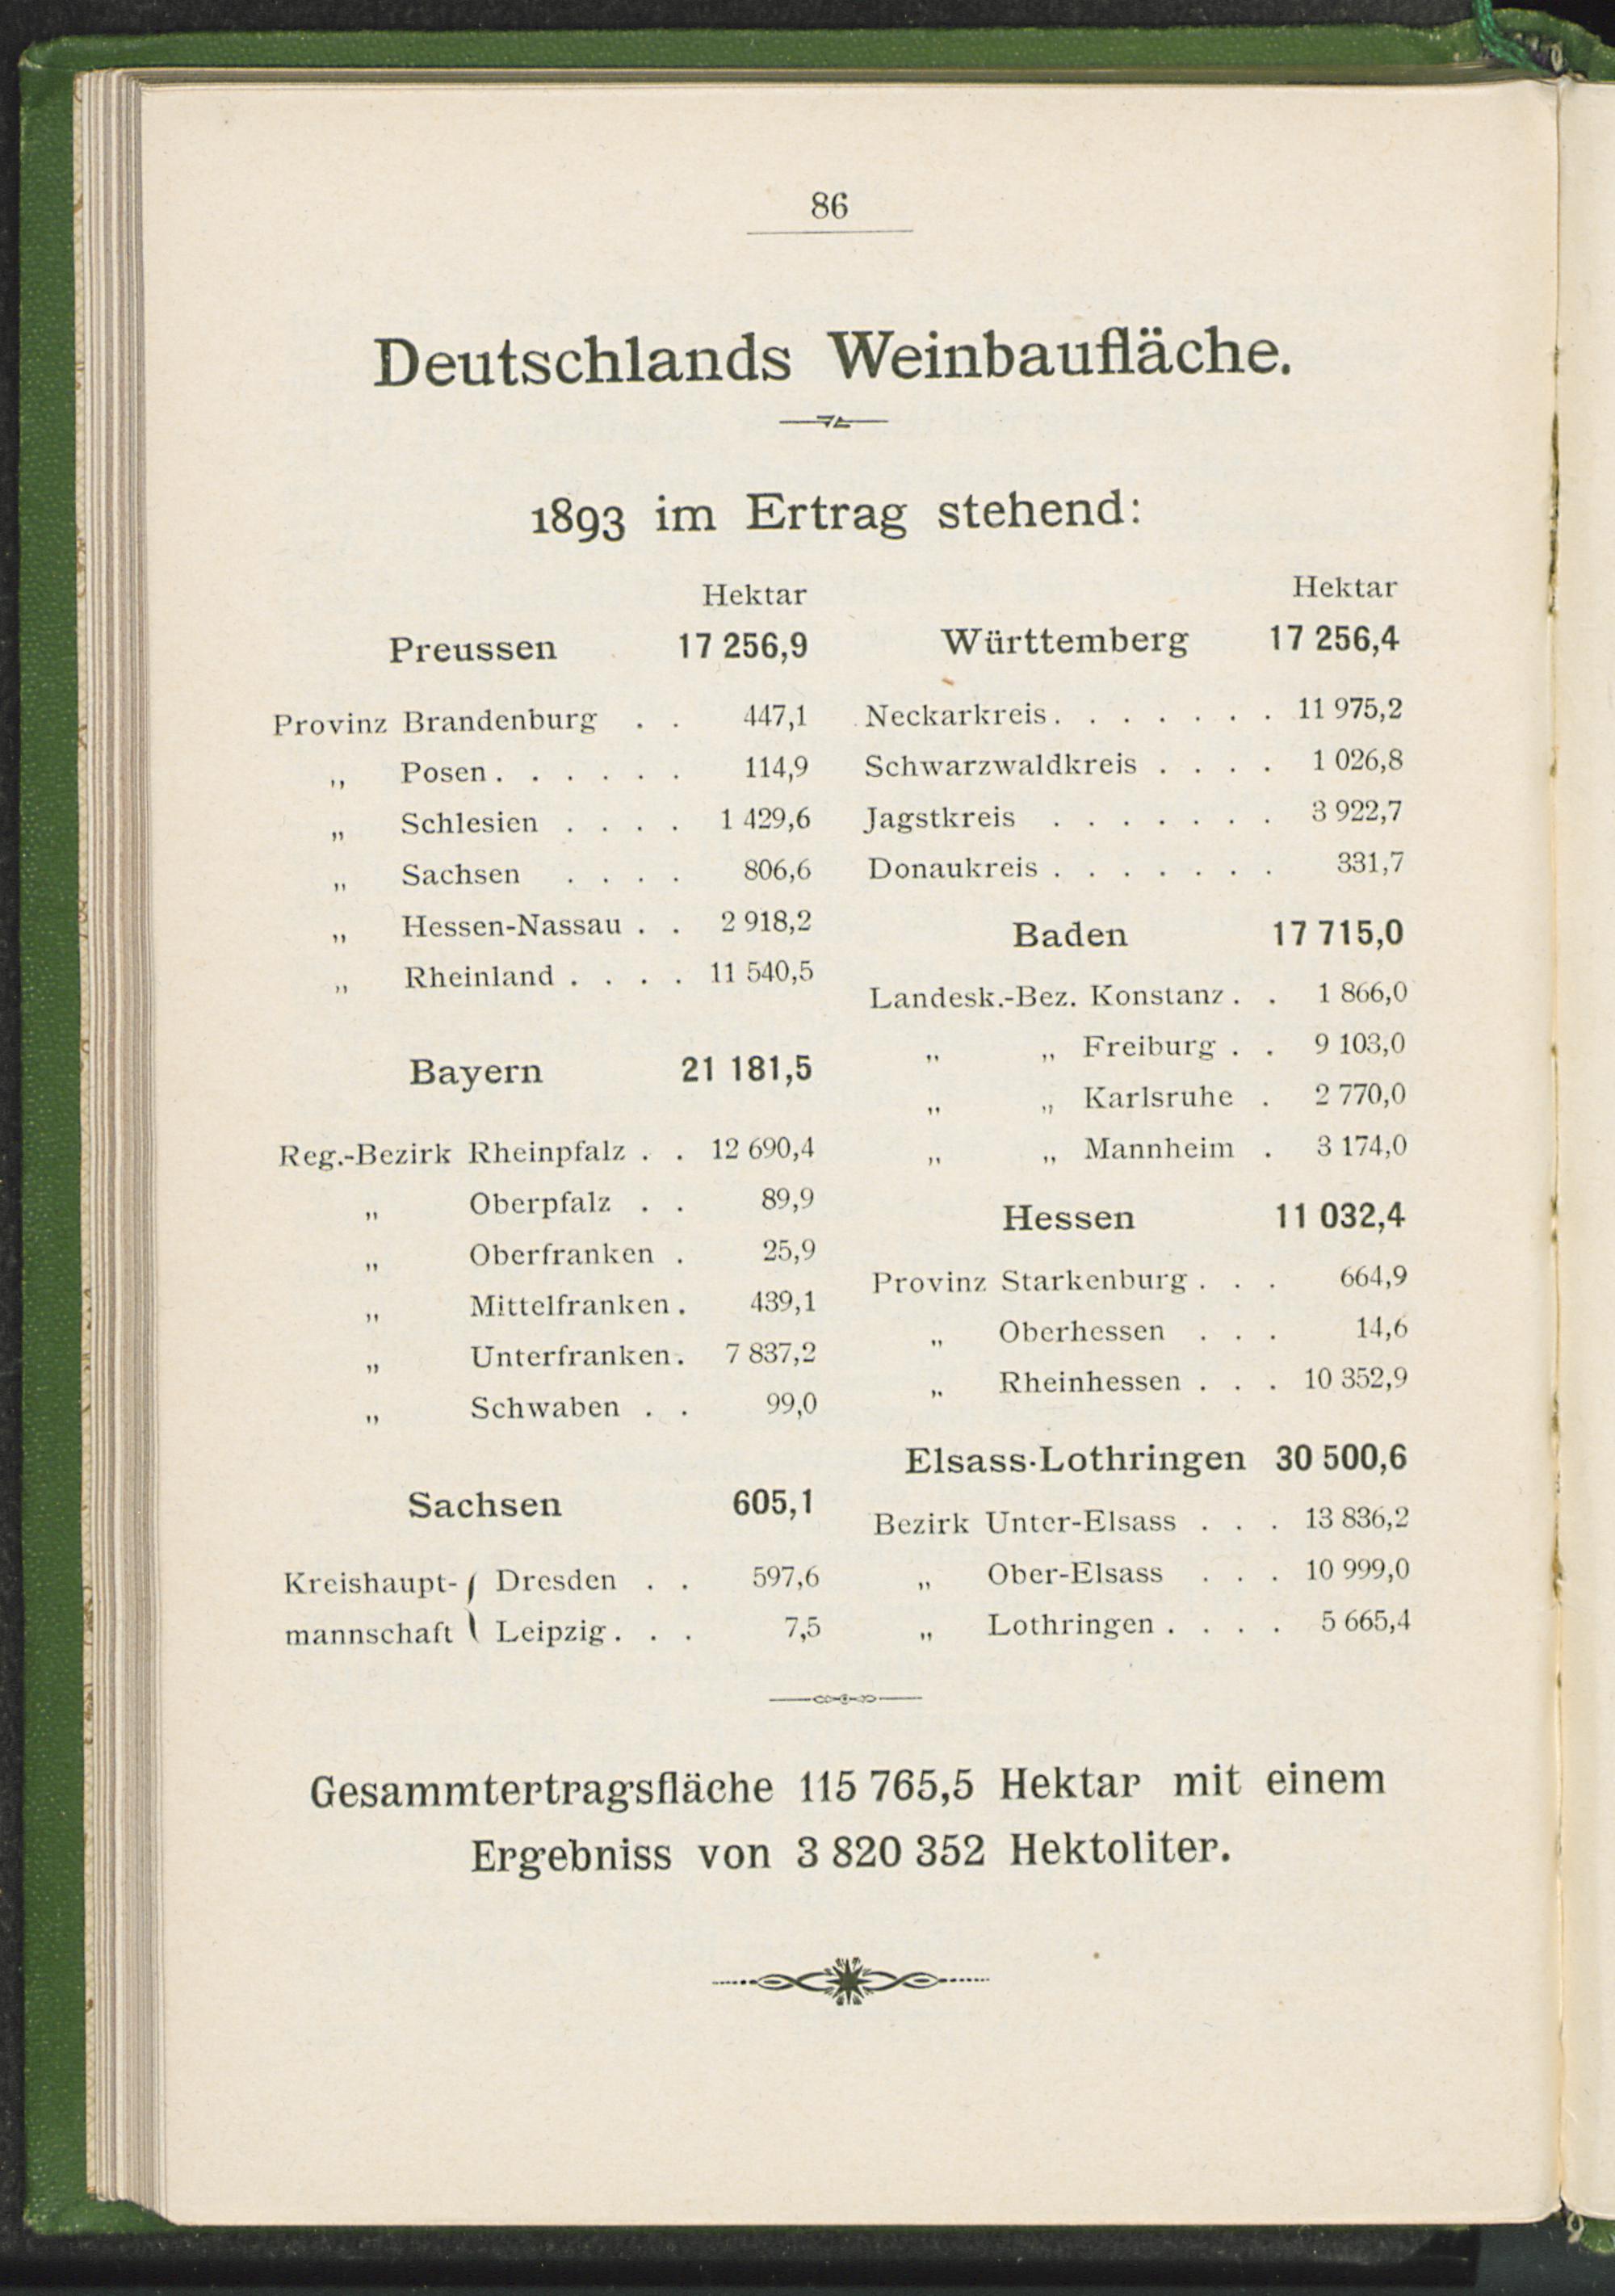 86
Deutschlands Weinbaufläche.
1893 im Ertrag stehend:
Hektar
Preussen 17 256,9
Provinz Brandenburg . . 447,1
„ Posen . . . . . . 114,9
„ Schlesien . . . . 1 429,6
„ Sachsen . . . . 806,6
„ Hessen-Nassau . . 2 918,2
„ Rheinland . . . . 11 540,5
Bayern 21 181,5
Reg.-Bezirk Rheinpfalz . . 12 690,4
„ Oberpfalz . . 89,9
„ Oberfranken . 25,9
„ Mittelfranken . 439,1
„ Unterfranken . 7 837,2
„ Schwaben . . 99,0
Sachsen 605,1
Kreishaupt- { Dresden . . 597,6
mannschaft { Leipzig . . . 7,5
Hektar
Württemberg 17 256,4
Neckarkreis . . . . . . . 11 975,2
Schwarzwaldkreis . . . . 1 026,8
Jagstkreis . . . . . . . 3 922,7
Donaukreis . . . . . . . 331,7
Baden 17 715,0
Landesk.-Bez. Konstanz . . 1 866,0
„ „ Freiburg . . 9 103,0
„ „ Karlsruhe . 2 770,0
„ „ Mannheim . 3 174,0
Hessen 11 032,4
Provinz Starkenburg . . . 664,9
„ Oberhessen . . . 14,6
„ Rheinhessen . . . 10 352,9
Elsass-Lothringen 30 500,6
Bezirk Unter-Elsass . . . 13 836,2
„ Ober-Elsass . . . 10 999,0
„ Lothringen . . . . 5 665,4
Gesammtertragsfläche 115 765,5 Hektar mit einem
Ergebniss von 3 820 352 Hektoliter.